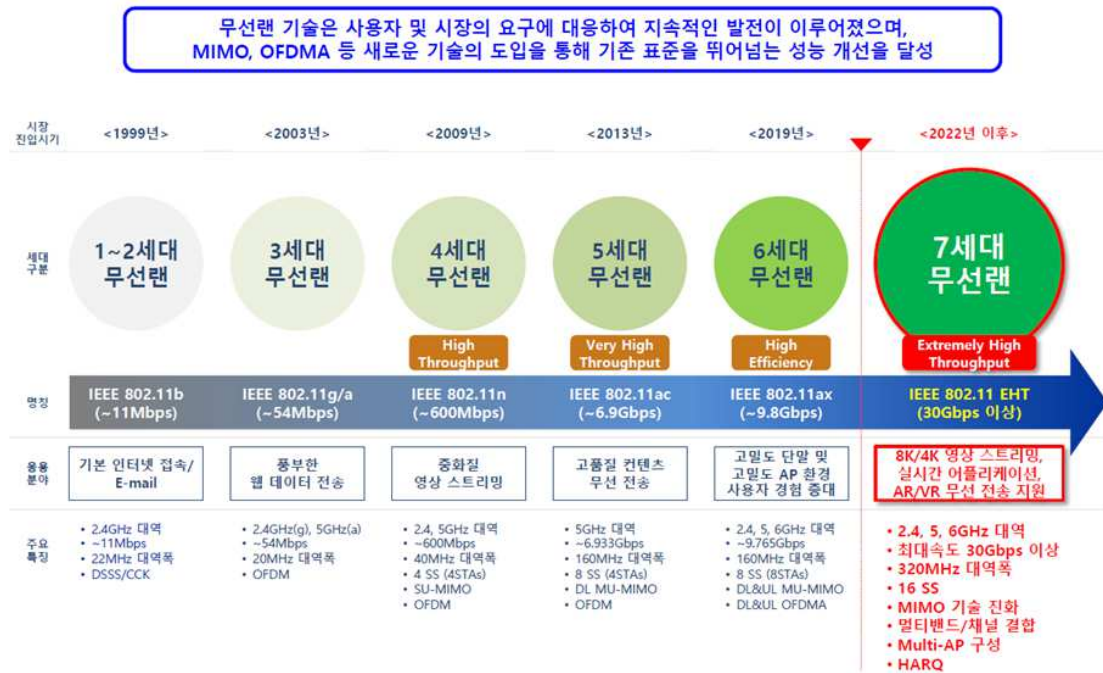 무선랜 기술은 사용자 및 시장의 요구에 대응하여 지속적인 발전이 이루어졌으며,
MIMO, OFDMA 등 새로운 기술의 도입을 통해 기존 표준을 뛰어넘는 성능 개선을 달성
시장
진입시기
<1999년>
<2003년>
<2009년>
<2013년>
<2019년>
<2022년 이후>
세대
구분
1~2세대
무선랜
3세대
무선랜
4세대
무선랜
5세대
무선랜
6세대
무선랜
7세대
무선랜
High
Throughput
Very High
Throughput
High
Efficiency
Extremely High
Throughput
명칭
IEEE 802.11b
(~11Mbps)
IEEE 802.11g/a
(~54Mbps)
IEEE 802.11n
(~600Mbps)
IEEE 802.11ac
(~6.9Gbps)
IEEE 802.11ax
(~9.8Gbps)
IEEE 802.11 EHT
(30Gbps 이상)
응용
분야
기본 인터넷 접속/
E-mail
풍부한
웹 데이터 전송
중화질
영상 스트리밍
고품질 컨텐츠
무선 전송
고밀도 단말 및
고밀도 AP 환경
사용자 경험 증대
8K/4K 영상 스트리밍,
실시간 어플리케이션,
AR/VR 무선 전송 지원
주요
특징
• 2.4GHz 대역
• ~11Mbps
• 22MHz 대역폭
• DSSS/CCK
• 2.4GHz(g), 5GHz(a)
• ~54Mbps
• 20MHz 대역폭
• OFDM
• 2.4, 5GHz 대역
• ~600Mbps
• 40MHz 대역폭
• 4 SS (4STAs)
• SU-MIMO
• OFDM
• 5GHz 대역
• ~6.933Gbps
• 160MHz 대역폭
• 8 SS (4STAs)
• DL MU-MIMO
• OFDM
• 2.4, 5, 6GHz 대역
• ~9.765Gbps
• 160MHz 대역폭
• 8 SS (8STAs)
• DL&UL MU-MIMO
• DL&UL OFDMA
• 2.4, 5, 6GHz 대역
• 최대속도 30Gbps 이상
• 320MHz 대역폭
• 16 SS
• MIMO 기술 진화
• 멀티밴드/채널 결합
• Multi-AP 구성
• HARQ